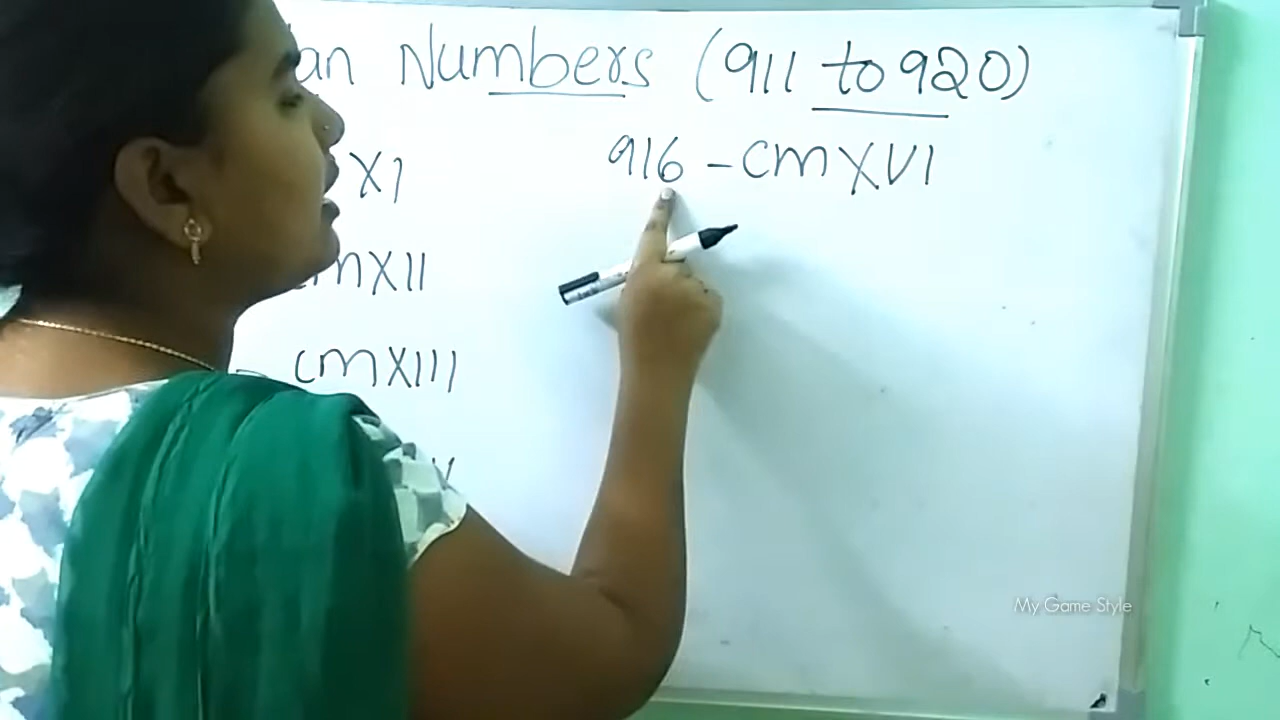 an Numbers (911 to 920)
XI
mXII
cmXIII
916 - cmXVI
My Game Style